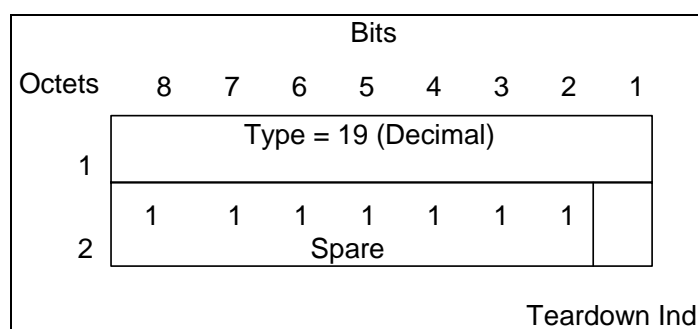 Bits
Octets 8 7 6 5 4 3 2 1
Type = 19 (Decimal)
1
1 1 1 1 1 1 1
2 Spare
Teardown Ind